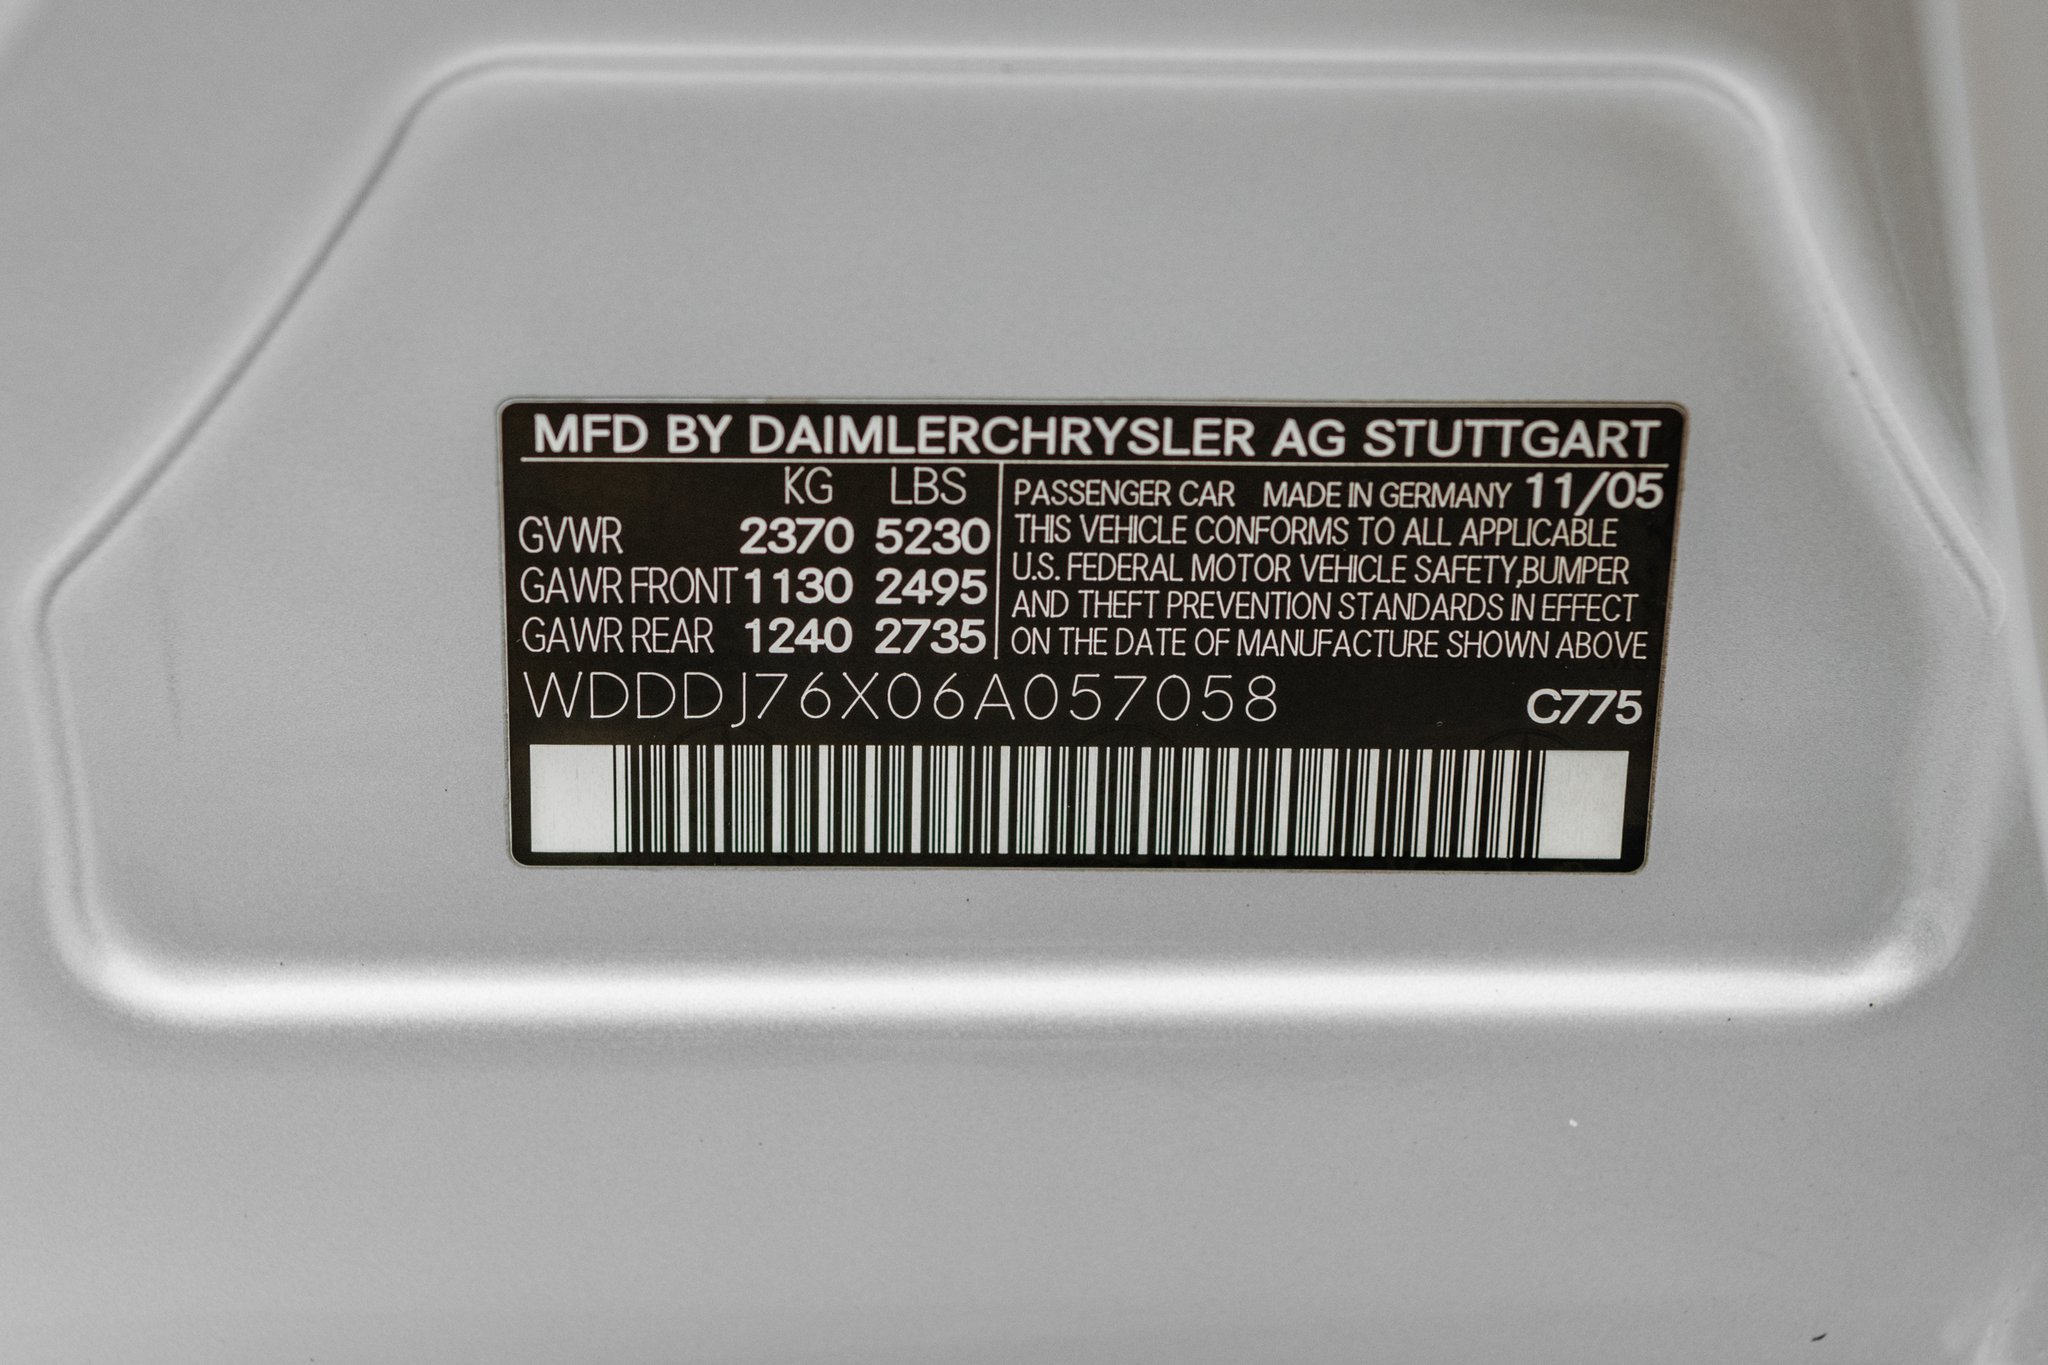 MFD BY DAIMLERCHRYSLER AG STUTTGART
KG LBS
GVWR 2370 5230
GAWR FRONT 1130 2495
GAWR REAR 1240 2735
PASSENGER CAR MADE IN GERMANY 11/05
THIS VEHICLE CONFORMS TO ALL APPLICABLE
U.S. FEDERAL MOTOR VEHICLE SAFETY, BUMPER
AND THEFT PREVENTION STANDARDS IN EFFECT
ON THE DATE OF MANUFACTURE SHOWN ABOVE
WDDDJ76X06A057058 C775